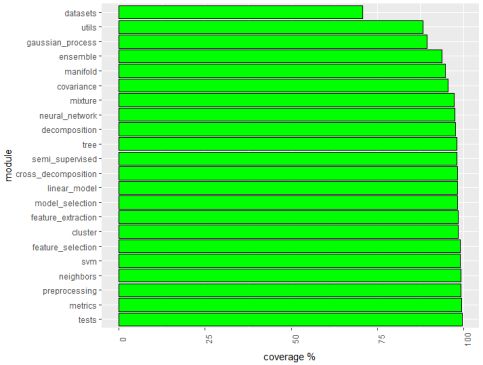 datasets
utils
gaussian_process
ensemble
manifold
covariance
mixture
neural_network
decomposition
tree
semi_supervised
cross_decomposition
linear_model
model_selection
feature_extraction
cluster
feature_selection
svm
neighbors
preprocessing
metrics
tests
module
0
25
50
75
100
coverage %